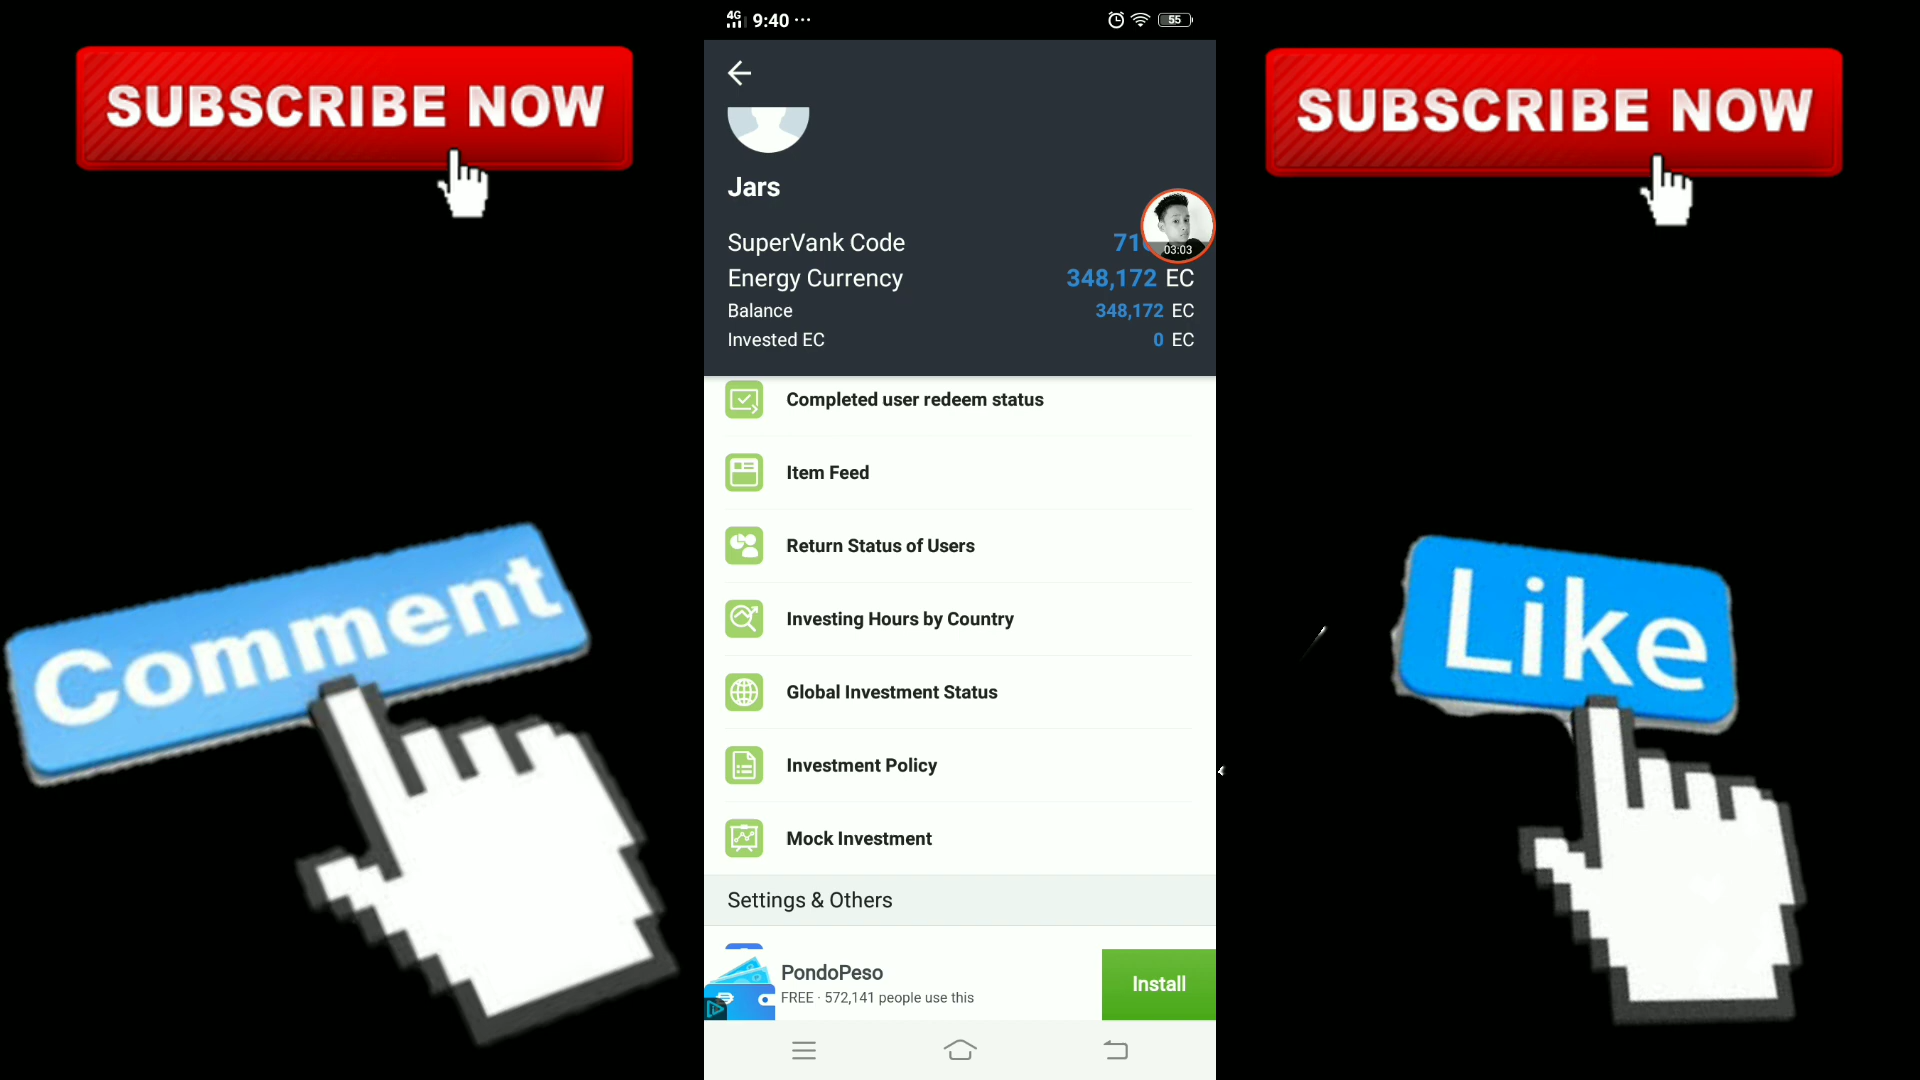 SUBSCRIBE NOW
SUBSCRIBE NOW
4G 9:40 ... 55
Jars
SuperVank Code
03:03
Energy Currency 348,172 EC
Balance 348,172 EC
Invested EC 0 EC
Completed user redeem status
Item Feed
Return Status of Users
Investing Hours by Country
Global Investment Status
Investment Policy
Mock Investment
Settings & Others
PondoPeso
FREE · 572,141 people use this
Install
Comment
Like